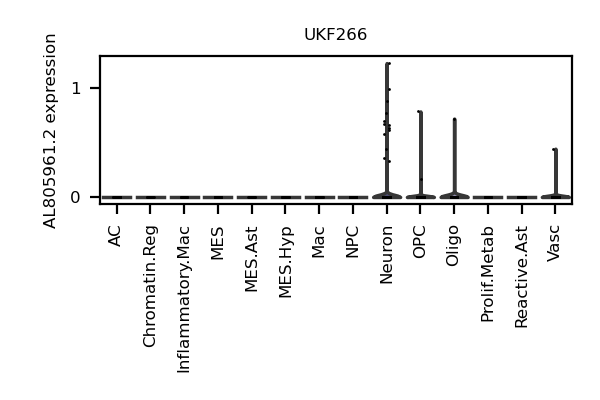 UKF266
AL805961.2 expression
1
0
AC
Chromatin.Reg
Inflammatory.Mac
MES
MES.Ast
MES.Hyp
Mac
NPC
Neuron
OPC
Oligo
Prolif.Metab
Reactive.Ast
Vasc